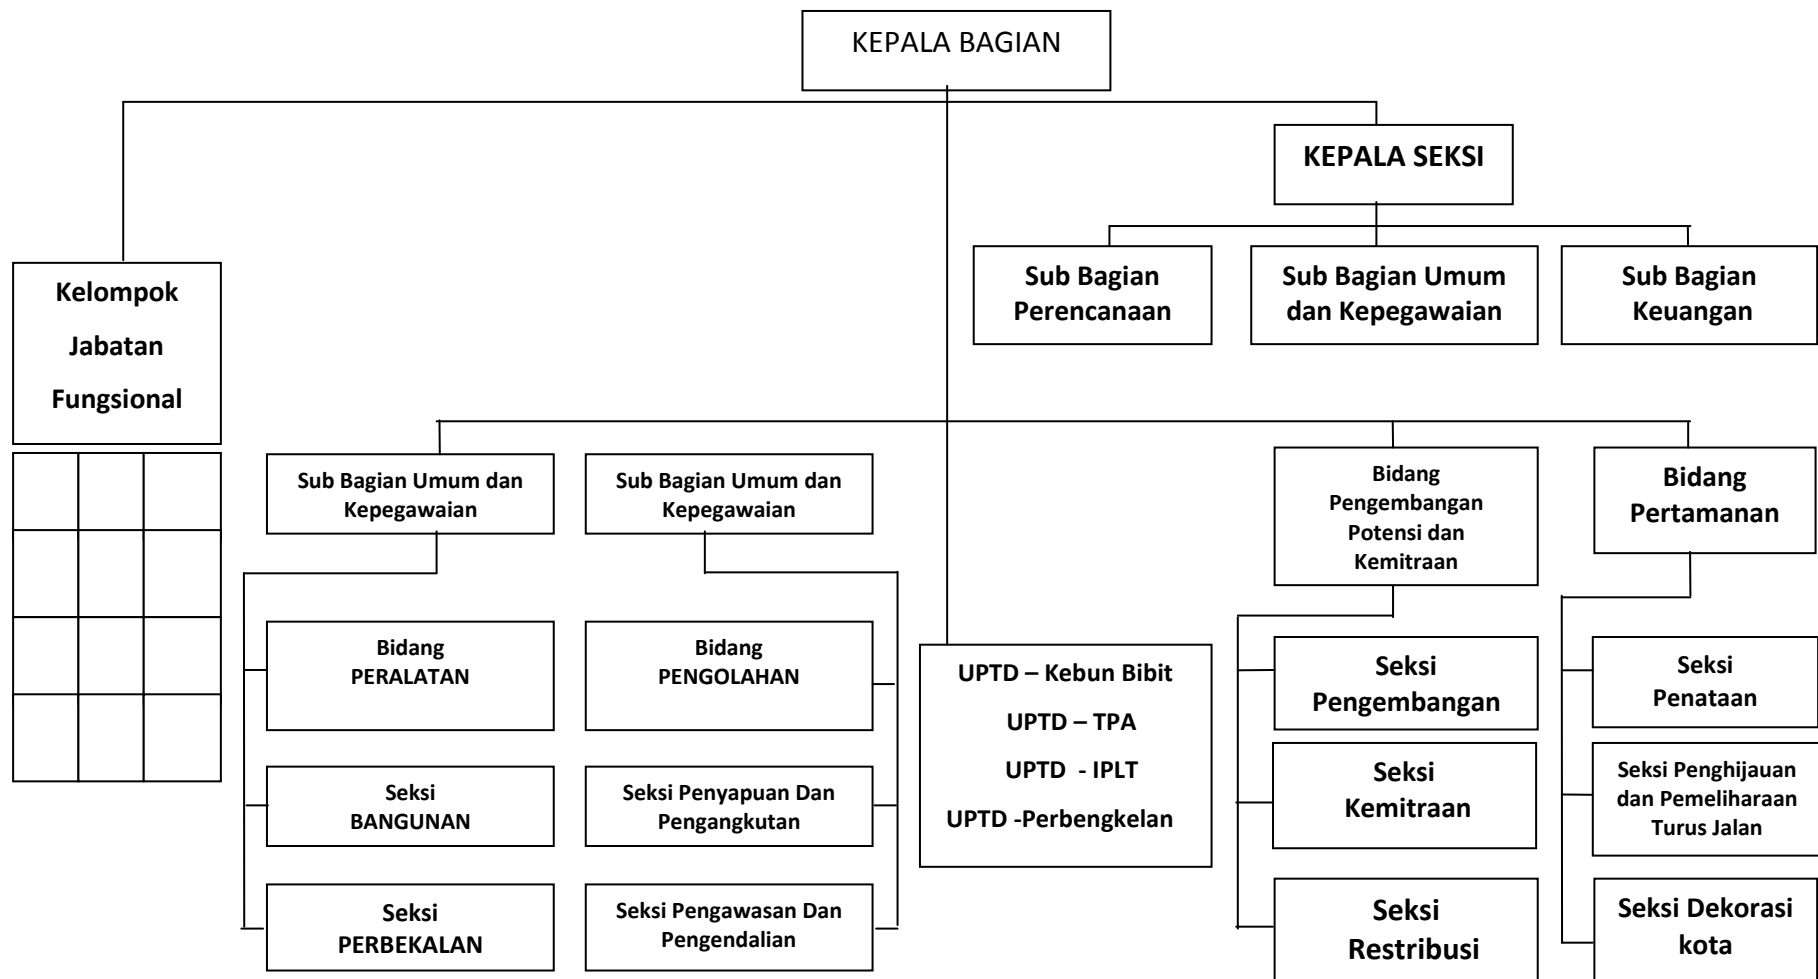 KEPALA BAGIAN
KEPALA SEKSI
Sub Bagian
Perencanaan
Sub Bagian Umum
dan Kepegawaian
Sub Bagian
Keuangan
Kelompok
Jabatan
Fungsional
Sub Bagian Umum dan
Kepegawaian
Sub Bagian Umum dan
Kepegawaian
Bidang
Pengembangan
Potensi dan
Kemitraan
Bidang
Pertamanan
Bidang
PERALATAN
Bidang
PENGOLAHAN
UPTD – Kebun Bibit
UPTD – TPA
UPTD - IPLT
UPTD -Perbengkelan
Seksi
Pengembangan
Seksi
Penataan
Seksi
BANGUNAN
Seksi Penyapuan Dan
Pengangkutan
Seksi
Kemitraan
Seksi Penghijauan
dan Pemeliharaan
Turus Jalan
Seksi
PERBEKALAN
Seksi Pengawasan Dan
Pengendalian
Seksi
Restribusi
Seksi Dekorasi
kota